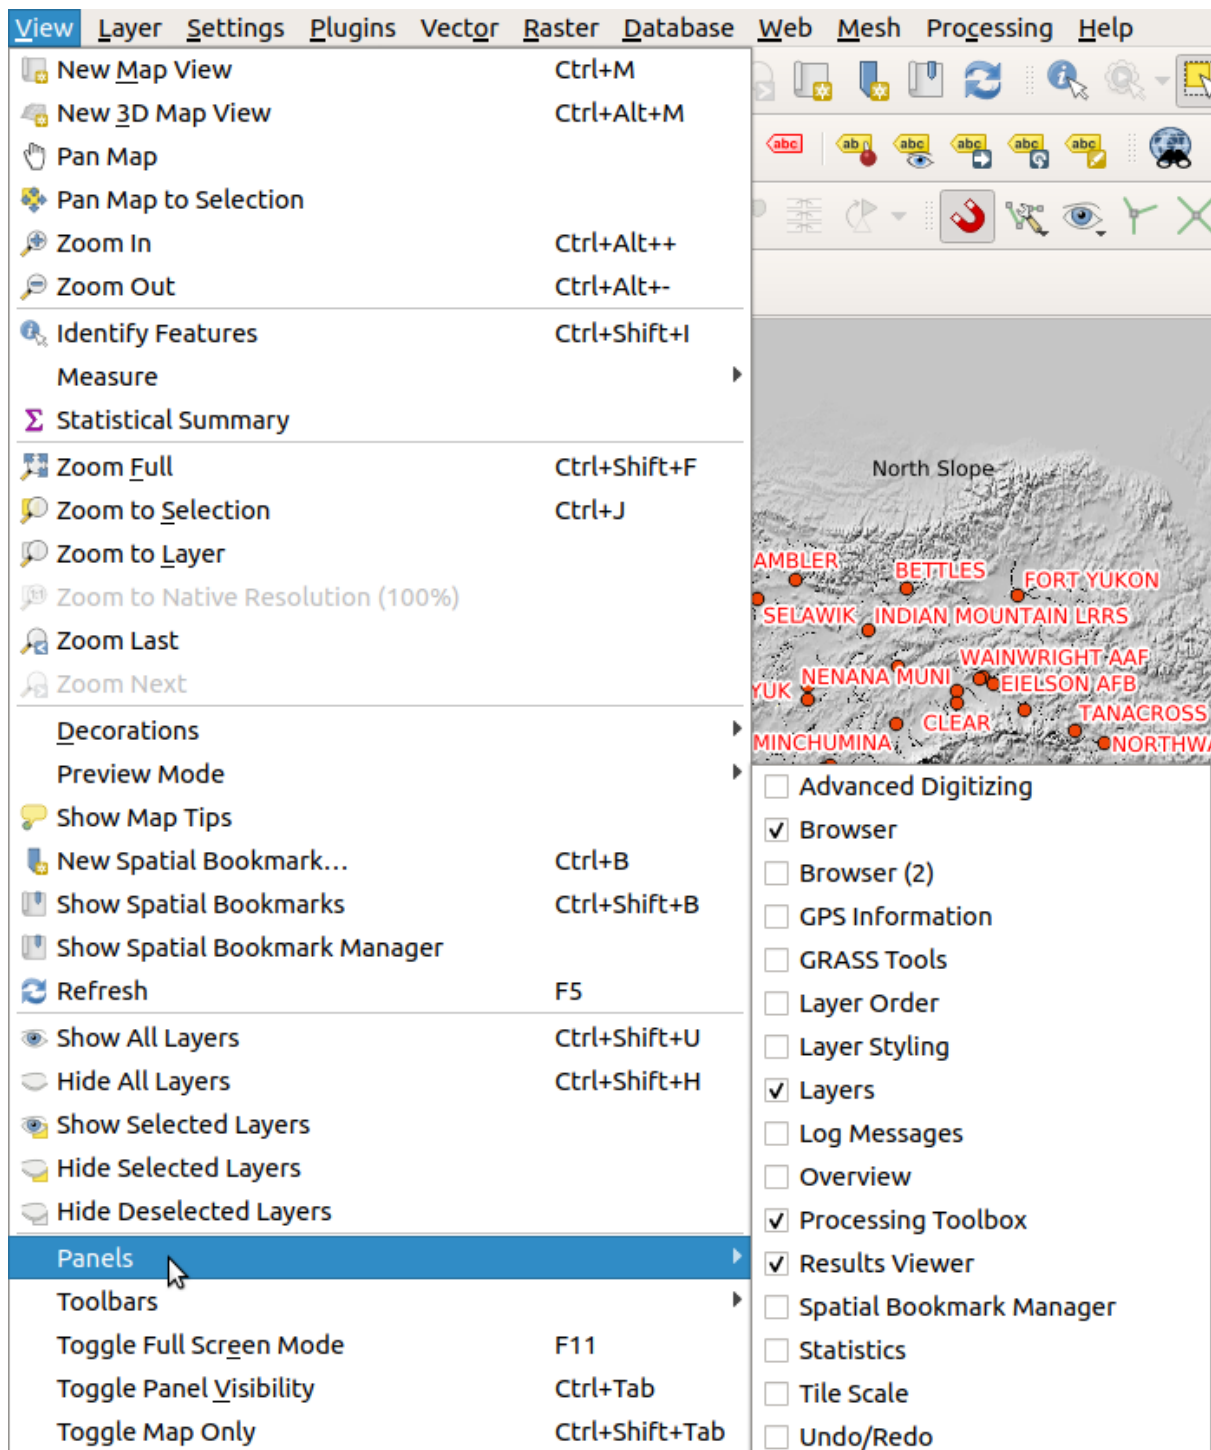 View Layer Settings Plugins Vector Raster Database Web Mesh Processing Help
New Map View Ctrl+M
New 3D Map View Ctrl+Alt+M
Pan Map
Pan Map to Selection
Zoom In Ctrl+Alt++
Zoom Out Ctrl+Alt+-
Identify Features Ctrl+Shift+I
Measure
Statistical Summary
Zoom Full Ctrl+Shift+F
Zoom to Selection Ctrl+J
Zoom to Layer
Zoom to Native Resolution (100%)
Zoom Last
Zoom Next
Decorations
Preview Mode
Show Map Tips
New Spatial Bookmark... Ctrl+B
Show Spatial Bookmarks Ctrl+Shift+B
Show Spatial Bookmark Manager
Refresh F5
Show All Layers Ctrl+Shift+U
Hide All Layers Ctrl+Shift+H
Show Selected Layers
Hide Selected Layers
Hide Deselected Layers
Panels
Toolbars
Toggle Full Screen Mode F11
Toggle Panel Visibility Ctrl+Tab
Toggle Map Only Ctrl+Shift+Tab
abc ab abc abc abc abc
North Slope
AMBLER
BETTLES
FORT YUKON
SELAWIK INDIAN MOUNTAIN LRRS
WAINWRIGHT AAF
NENANA MUNI
YUK EIELSON AFB
CLEAR TANACROSS
MINCHUMINA NORTHWA
Advanced Digitizing
Browser
Browser (2)
GPS Information
GRASS Tools
Layer Order
Layer Styling
Layers
Log Messages
Overview
Processing Toolbox
Results Viewer
Spatial Bookmark Manager
Statistics
Tile Scale
Undo/Redo